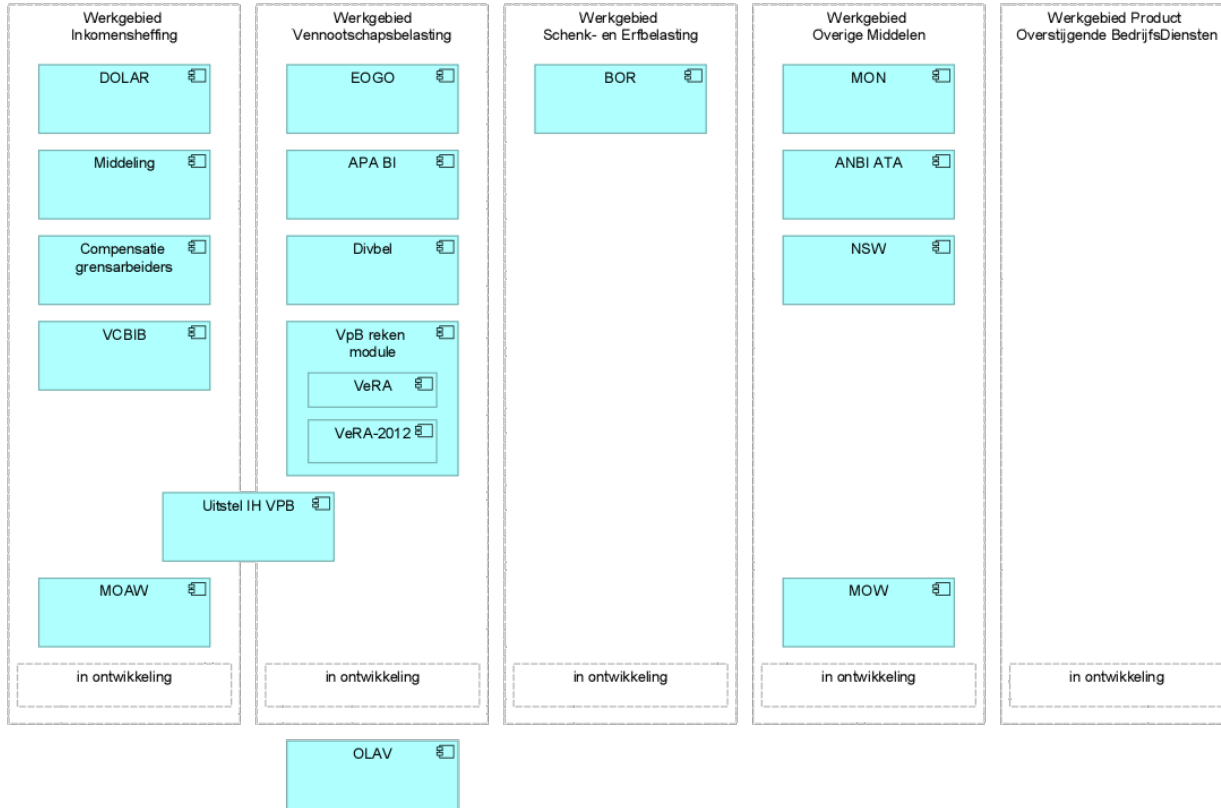 Werkgebied
Inkomensheffing
DOLAR
Middeling
Compensatie
grensarbeiders
VCBIB
Uitstel IH VPB
MOAW
in ontwikkeling
Werkgebied
Vennootschapsbelasting
EOGO
APA BI
Divbel
VpB reken
module
VeRA
VeRA-2012
in ontwikkeling
OLAV
Werkgebied
Schenk- en Erfbelasting
BOR
in ontwikkeling
Werkgebied
Overige Middelen
MON
ANBI ATA
NSW
MOW
in ontwikkeling
Werkgebied Product
Overstijgende BedrijfsDiensten
in ontwikkeling